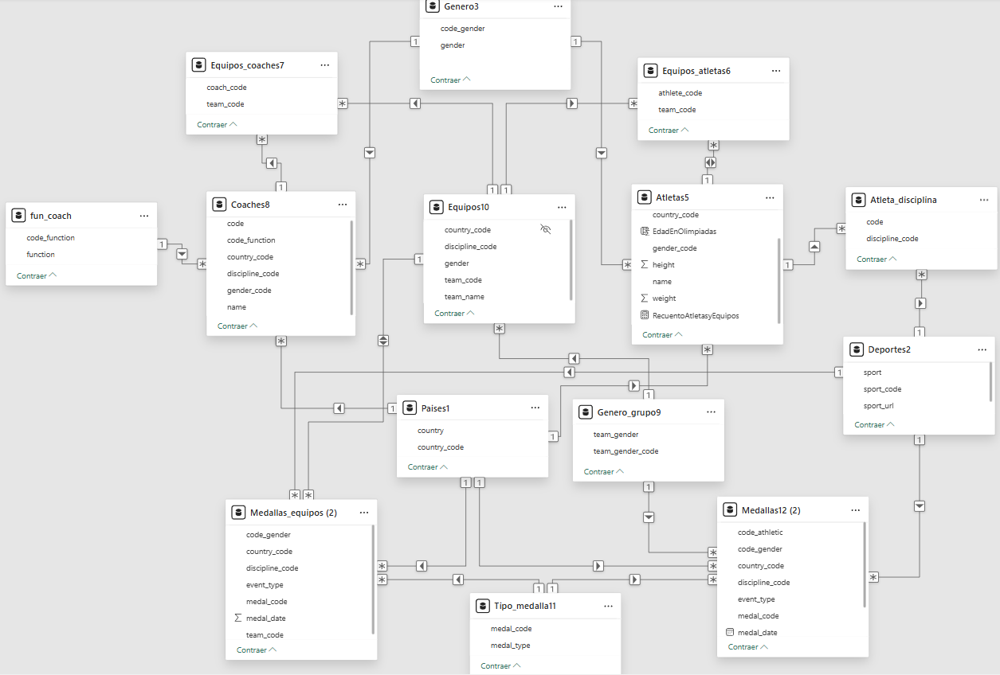 Genero3
code_gender
gender
Contraer
Equipos_coaches7
coach_code
team_code
Contraer
Equipos_atletas6
athlete_code
team_code
Contraer
fun_coach
code_function
function
Contraer
Coaches8
code
code_function
country_code
discipline_code
gender_code
name
Contraer
Equipos10
country_code
discipline_code
gender
team_code
team_name
Contraer
Atletas5
country_code
EdadEnOlimpiadas
gender_code
height
name
weight
RecuentoAtletasyEquipos
Contraer
Atleta_disciplina
code
discipline_code
Contraer
Deportes2
sport
sport_code
sport_url
Contraer
Paises1
country
country_code
Contraer
Genero_grupo9
team_gender
team_gender_code
Contraer
Medallas_equipos (2)
code_gender
country_code
discipline_code
event_type
medal_code
medal_date
team_code
Contraer
Medallas12 (2)
code_athletic
code_gender
country_code
discipline_code
event_type
medal_code
medal_date
Contraer
Tipo_medalla11
medal_code
medal_type
Contraer